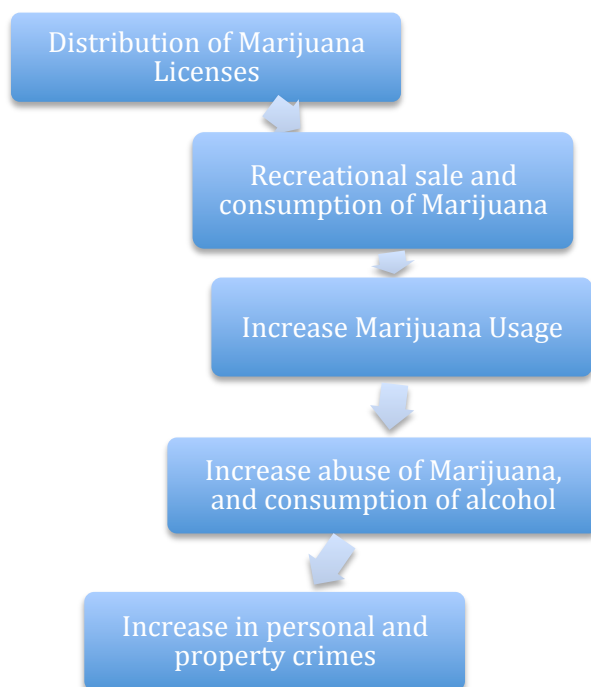 Distribution of Marijuana
Licenses
Recreational sale and
consumption of Marijuana
Increase Marijuana Usage
Increase abuse of Marijuana,
and consumption of alcohol
Increase in personal and
property crimes